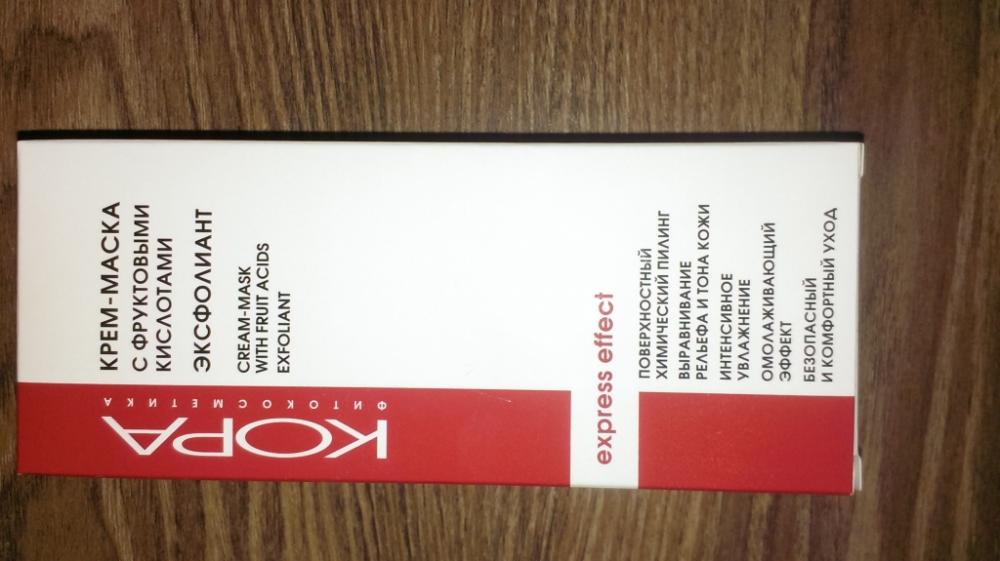 КОРА
ФИТОКОСМЕТИКА
КРЕМ-МАСКА
С ФРУКТОВЫМИ
КИСЛОТАМИ
ЭКСФОЛИАНТ
CREAM-MASK
WITH FRUIT ACIDS
EXFOLIANT
express effect
ПОВЕРХНОСТНЫЙ
ХИМИЧЕСКИЙ ПИЛИНГ
ВЫРАВНИВАНИЕ
РЕЛЬЕФА И ТОНА КОЖИ
ИНТЕНСИВНОЕ
УВЛАЖНЕНИЕ
ОМОЛАЖИВАЮЩИЙ
ЭФФЕКТ
БЕЗОПАСНЫЙ
И КОМФОРТНЫЙ УХОД